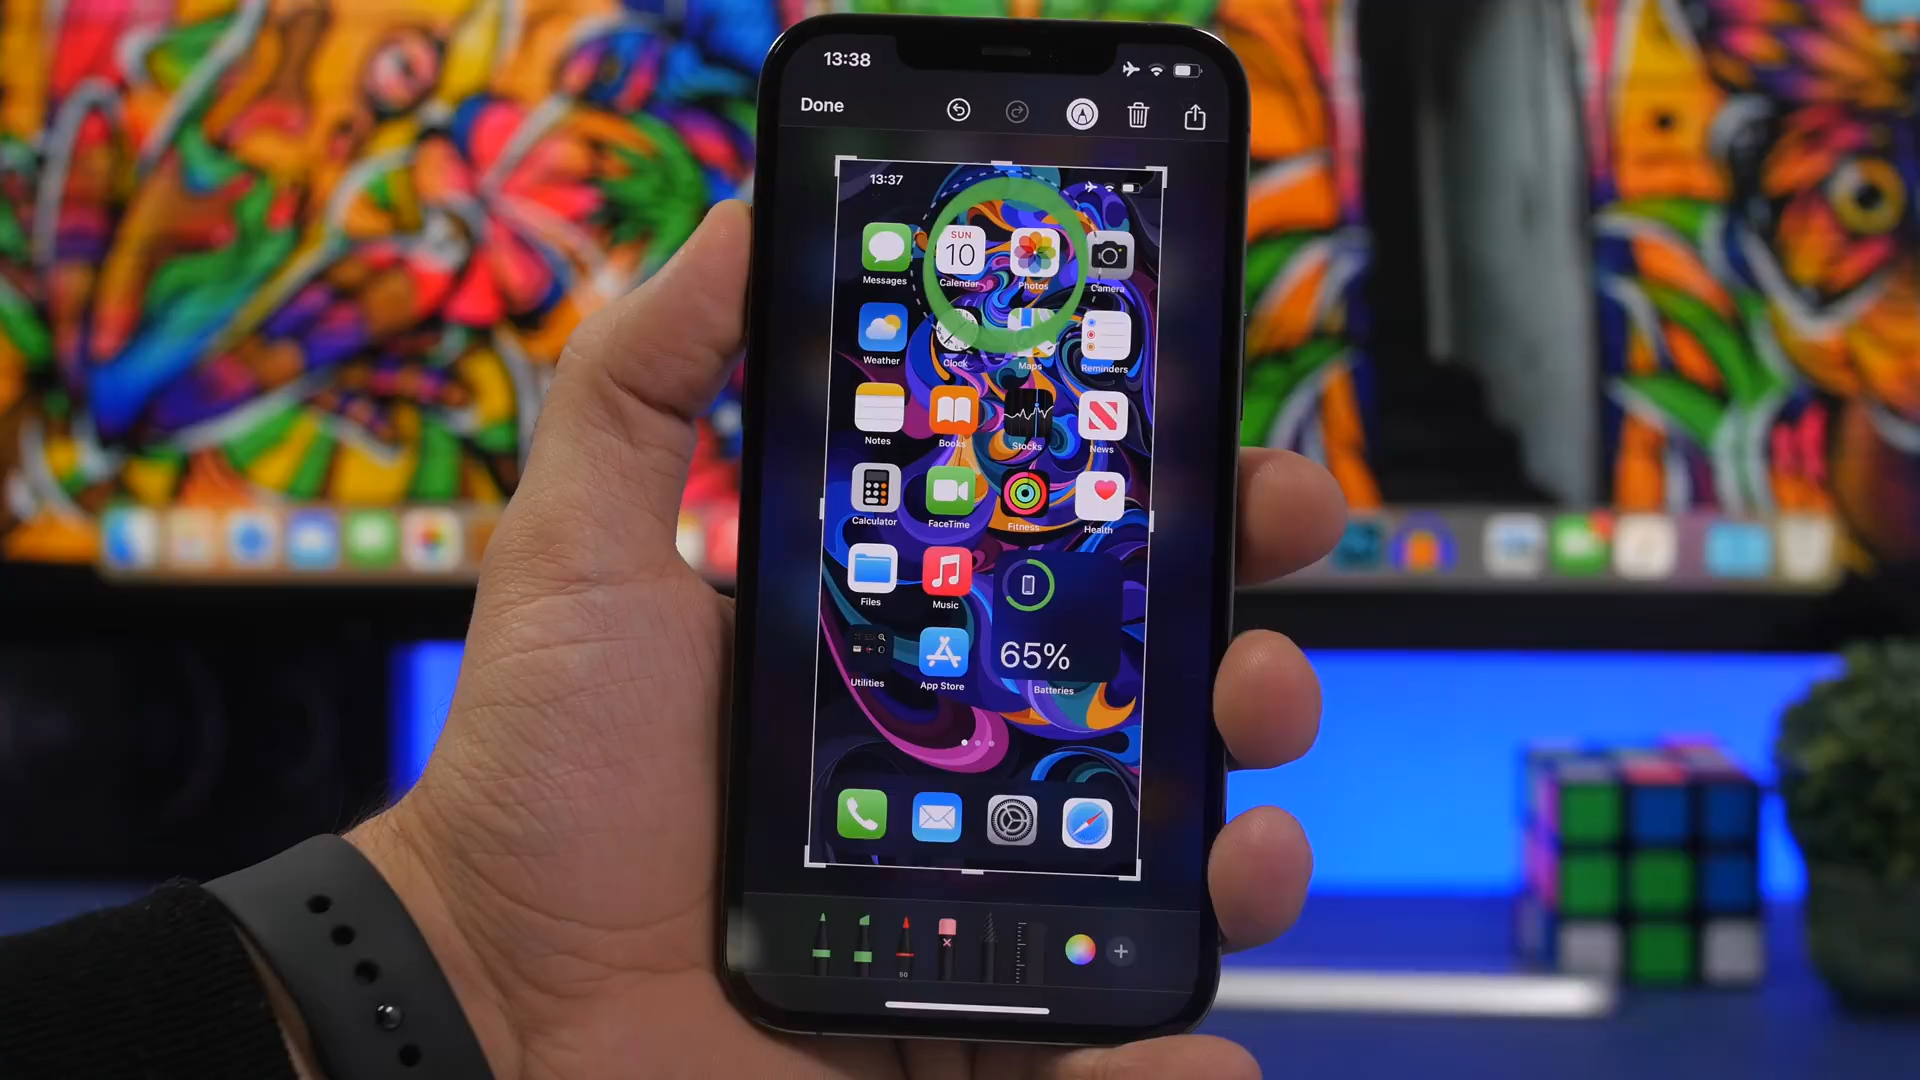 13:38
Done
13:37
SUN
10
Messages
Calendar
Photos
Camera
Weather
Clock
Maps
Reminders
Notes
Books
Stocks
News
Calculator
FaceTime
Fitness
Health
Files
Music
65%
Utilities
App Store
Batteries
50